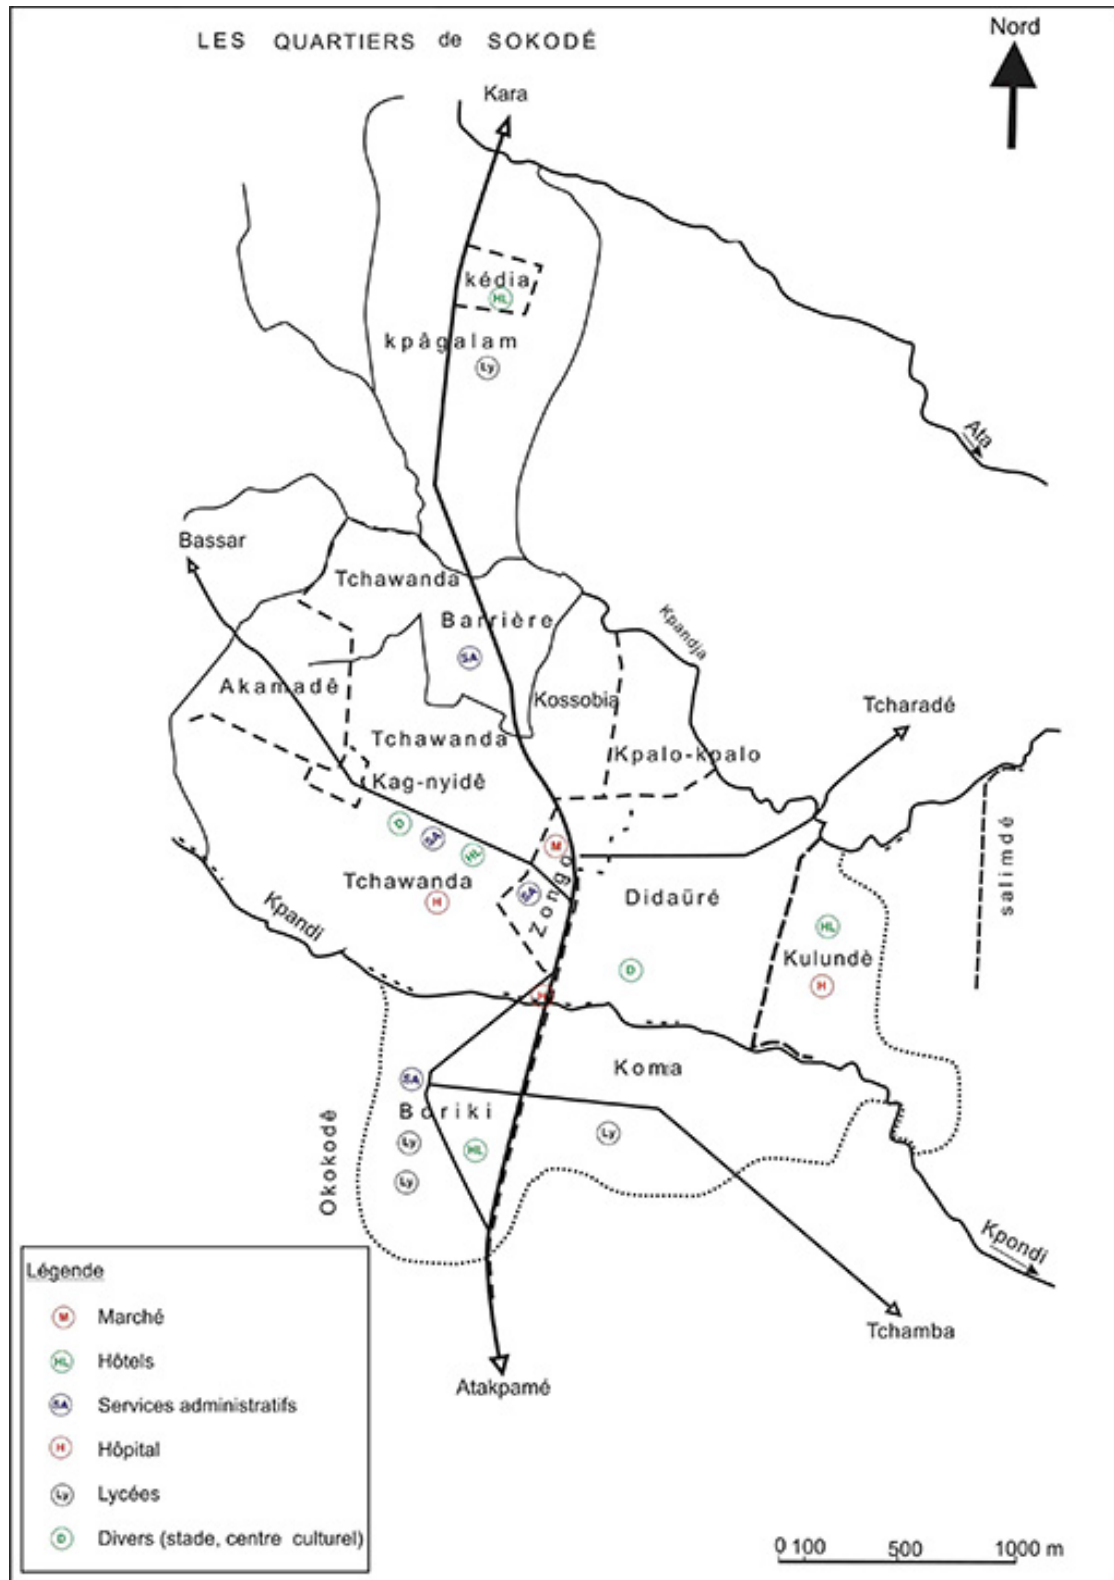 LES QUARTIERS de SOKODÉ
Nord
Kara
kédia
HL
kpâgalam
Ly
Ata
Bassar
Tchawanda
Barrière
SA
Kpandja
Akamadê
Kossobia
Tcharadé
Tchawanda
Kpalo-kpalo
Kag-nyidê
D
SA
HL
M
Zongo
SA
salimdé
Tchawanda
H
Didaüré
Kpandi
HL
Kulundè
H
D
H
Koma
SA
Boriki
Ly
HL
Ly
Ly
Okokodê
Kpondi
Tchamba
Atakpamé
Légende
M Marché
HL Hôtels
SA Services administratifs
H Hôpital
Ly Lycées
D Divers (stade, centre culturel)
0 100 500 1000 m